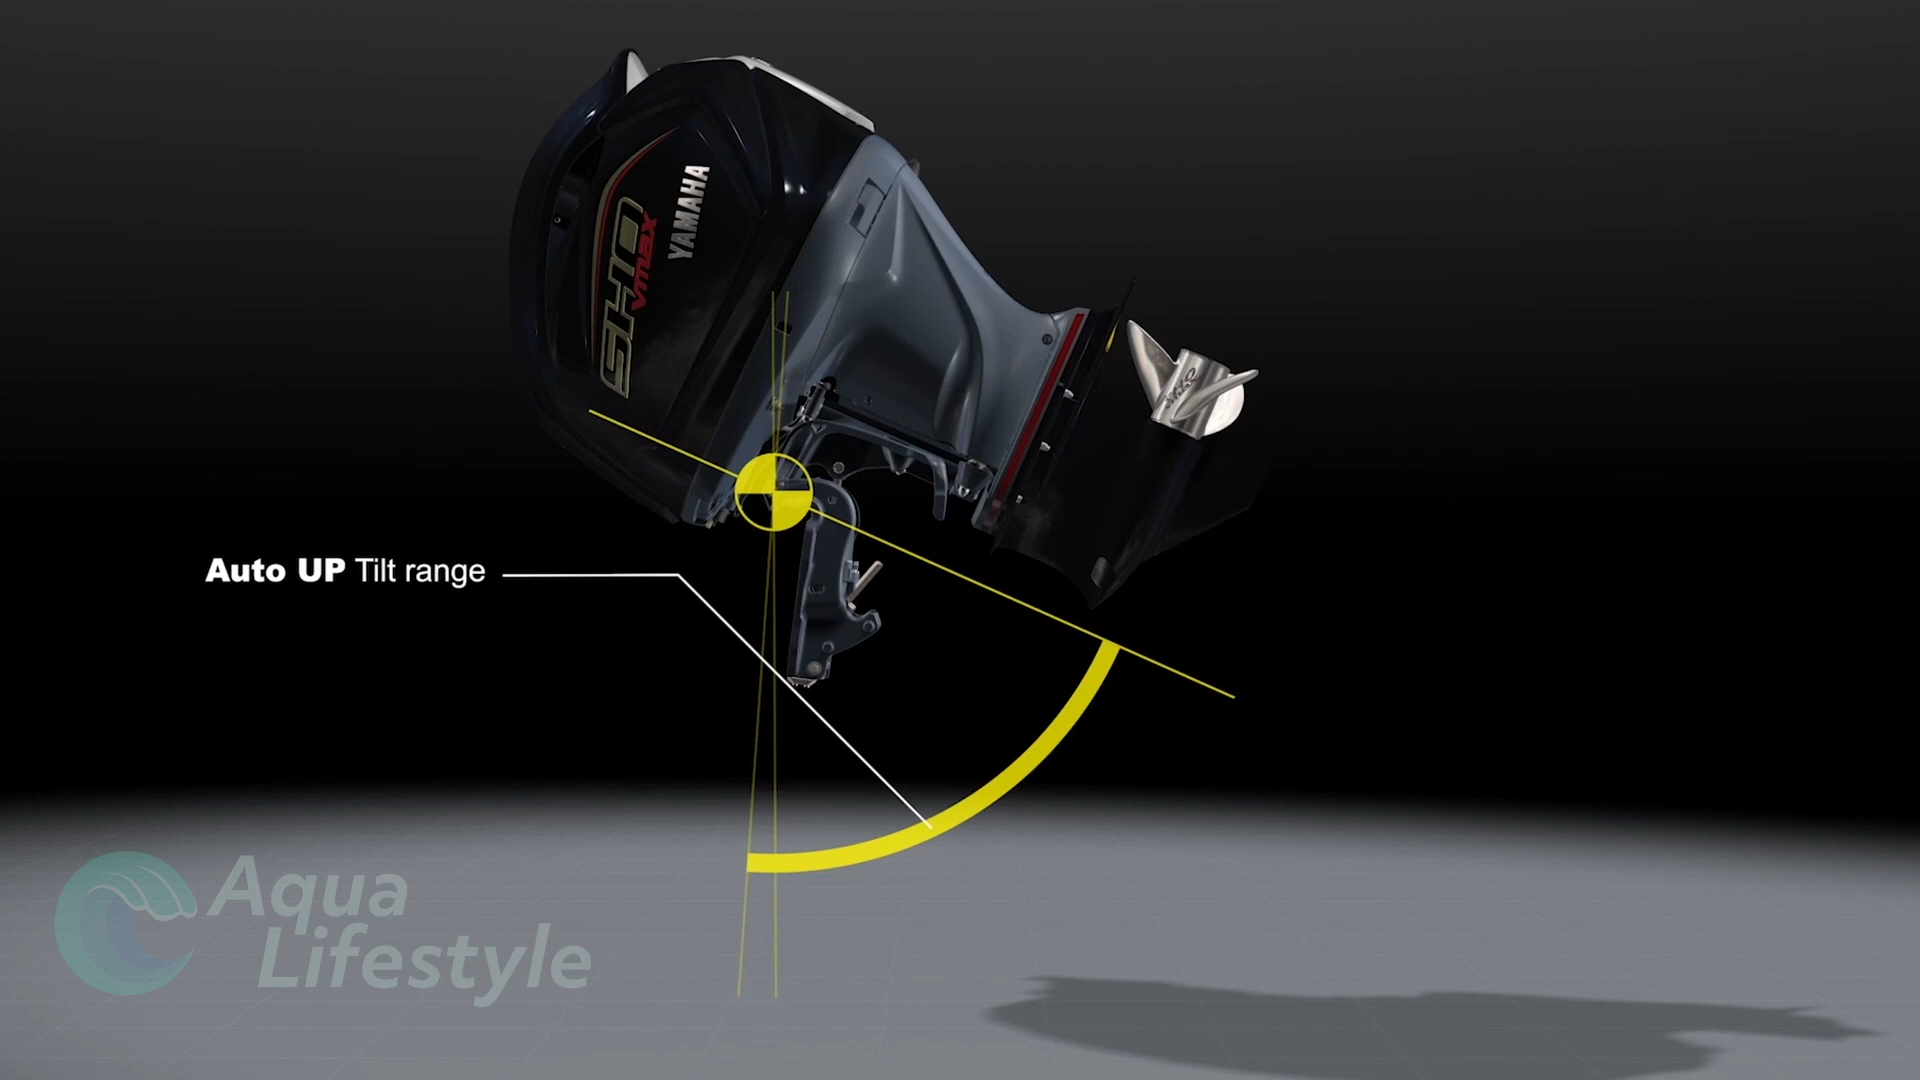 YAMAHA
SHO
VMAX
Auto UP Tilt range
Aqua
Lifestyle